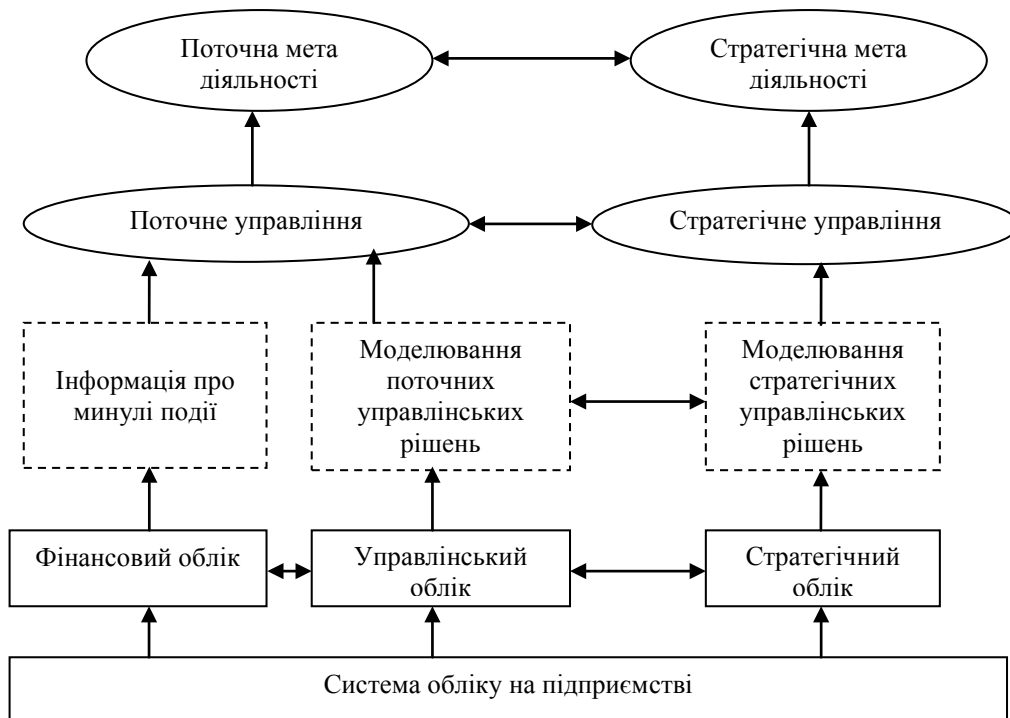 Поточна мета
діяльності
Стратегічна мета
діяльності
Поточне управління
Стратегічне управління
Інформація про
минулі події
Моделювання
поточних
управлінських
рішень
Моделювання
стратегічних
управлінських
рішень
Фінансовий облік
Управлінський
облік
Стратегічний
облік
Система обліку на підприємстві